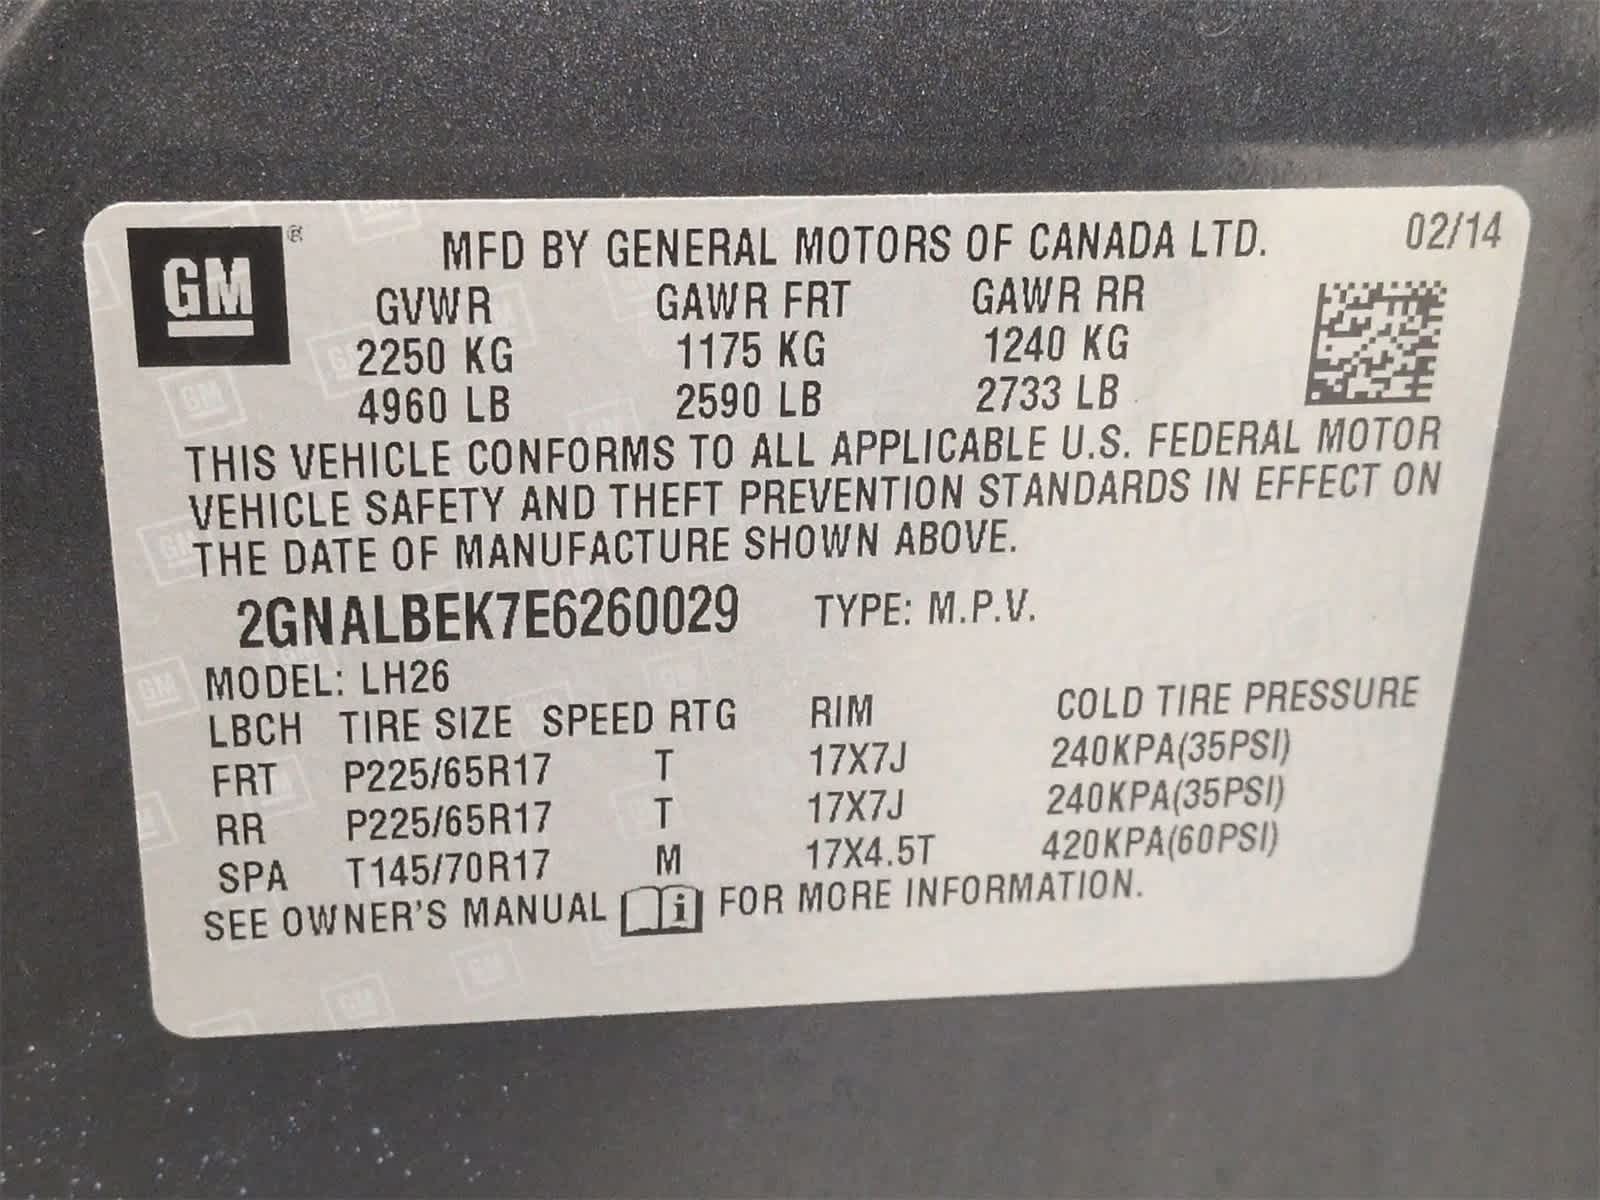 GM ® MFD BY GENERAL MOTORS OF CANADA LTD. 02/14
GVWR GAWR FRT GAWR RR
2250 KG 1175 KG 1240 KG
4960 LB 2590 LB 2733 LB
THIS VEHICLE CONFORMS TO ALL APPLICABLE U.S. FEDERAL MOTOR
VEHICLE SAFETY AND THEFT PREVENTION STANDARDS IN EFFECT ON
THE DATE OF MANUFACTURE SHOWN ABOVE.
2GNALBEK7E6260029 TYPE: M.P.V.
MODEL: LH26
LBCH TIRE SIZE SPEED RTG RIM COLD TIRE PRESSURE
FRT P225/65R17 T 17X7J 240KPA(35PSI)
RR P225/65R17 T 17X7J 240KPA(35PSI)
SPA T145/70R17 M 17X4.5T 420KPA(60PSI)
SEE OWNER'S MANUAL i FOR MORE INFORMATION.